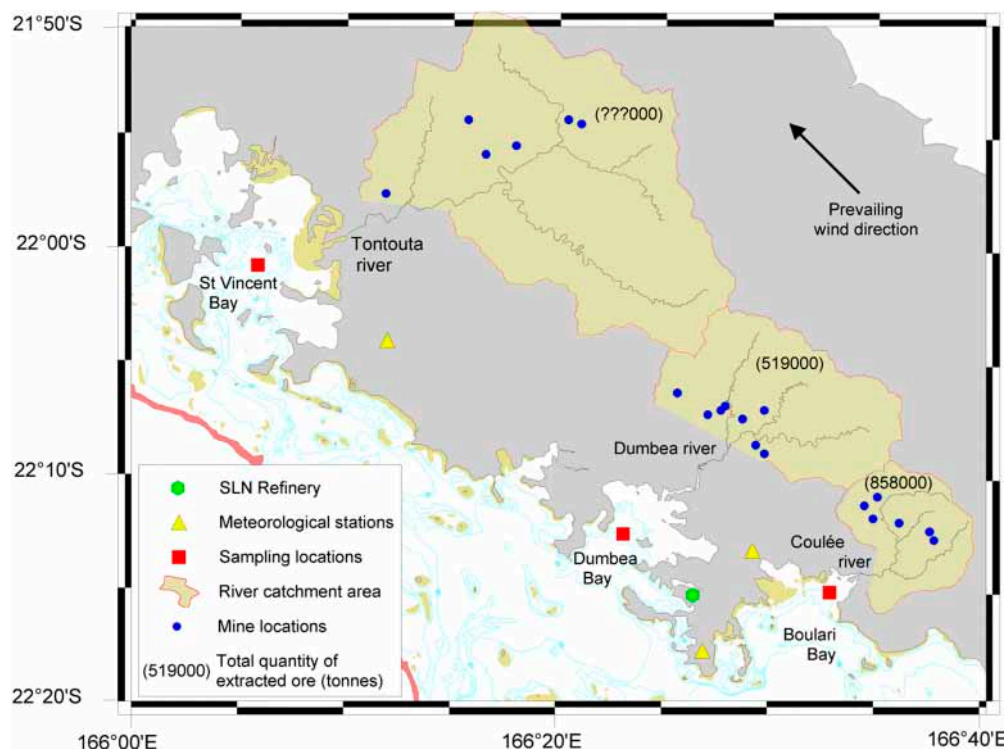 21°50'S
(???000)
Prevailing
wind direction
22°00'S
Tontouta
river
St Vincent
Bay
(519000)
Dumbea river
22°10'S
(858000)
SLN Refinery
Meteorological stations
Sampling locations
River catchment area
Mine locations
(519000) Total quantity of
extracted ore (tonnes)
Dumbea
Bay
Coulée
river
Boulari
Bay
22°20'S
166°00'E
166°20'E
166°40'E